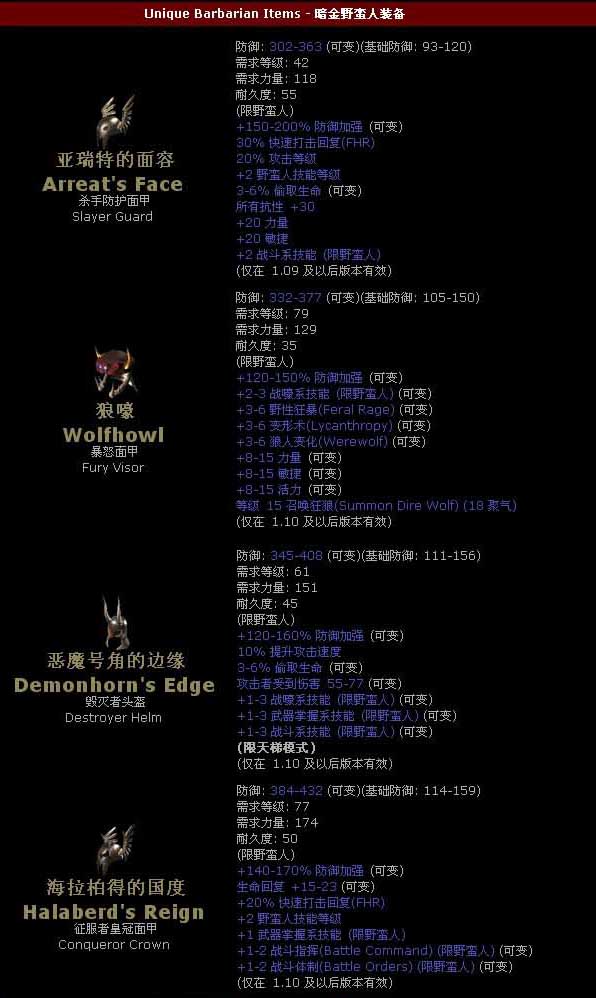 Unique Barbarian Items - 暗金野蛮人装备
亚瑞特的面容
Arreat's Face
杀手防护面甲
Slayer Guard
防御: 302-363 (可变)(基础防御: 93-120)
需求等级: 42
需求力量: 118
耐久度: 55
(限野蛮人)
+150-200% 防御加强 (可变)
30% 快速打击回复(FHR)
20% 攻击等级
+2 野蛮人技能等级
3-6% 偷取生命 (可变)
所有抗性 +30
+20 力量
+20 敏捷
+2 战斗系技能 (限野蛮人)
(仅在 1.09 及以后版本有效)
狼嚎
Wolfhowl
暴怒面甲
Fury Visor
防御: 332-377 (可变)(基础防御: 105-150)
需求等级: 79
需求力量: 129
耐久度: 35
(限野蛮人)
+120-150% 防御加强 (可变)
+2-3 战嚎系技能 (限野蛮人) (可变)
+3-6 野性狂暴(Feral Rage) (可变)
+3-6 变形术(Lycanthropy) (可变)
+3-6 狼人变化(Werewolf) (可变)
+8-15 力量 (可变)
+8-15 敏捷 (可变)
+8-15 活力 (可变)
等级 15 召唤狂狼(Summon Dire Wolf) (18 聚气)
(仅在 1.10 及以后版本有效)
恶魔号角的边缘
Demonhorn's Edge
毁灭者头盔
Destroyer Helm
防御: 345-408 (可变)(基础防御: 111-156)
需求等级: 61
需求力量: 151
耐久度: 45
(限野蛮人)
+120-160% 防御加强 (可变)
10% 提升攻击速度
3-6% 偷取生命 (可变)
攻击者受到伤害 55-77 (可变)
+1-3 战嚎系技能 (限野蛮人) (可变)
+1-3 武器掌握系技能 (限野蛮人) (可变)
+1-3 战斗系技能 (限野蛮人) (可变)
(限天梯模式)
(仅在 1.10 及以后版本有效)
海拉柏得的国度
Halaberd's Reign
征服者皇冠面甲
Conqueror Crown
防御: 384-432 (可变)(基础防御: 114-159)
需求等级: 77
需求力量: 174
耐久度: 50
(限野蛮人)
+140-170% 防御加强 (可变)
生命回复 +15-23 (可变)
+20% 快速打击回复(FHR)
+2 野蛮人技能等级
+1 武器掌握系技能 (限野蛮人)
+1-2 战斗指挥(Battle Command) (限野蛮人) (可变)
+1-2 战斗体制(Battle Orders) (限野蛮人) (可变)
(仅在 1.10 及以后版本有效)